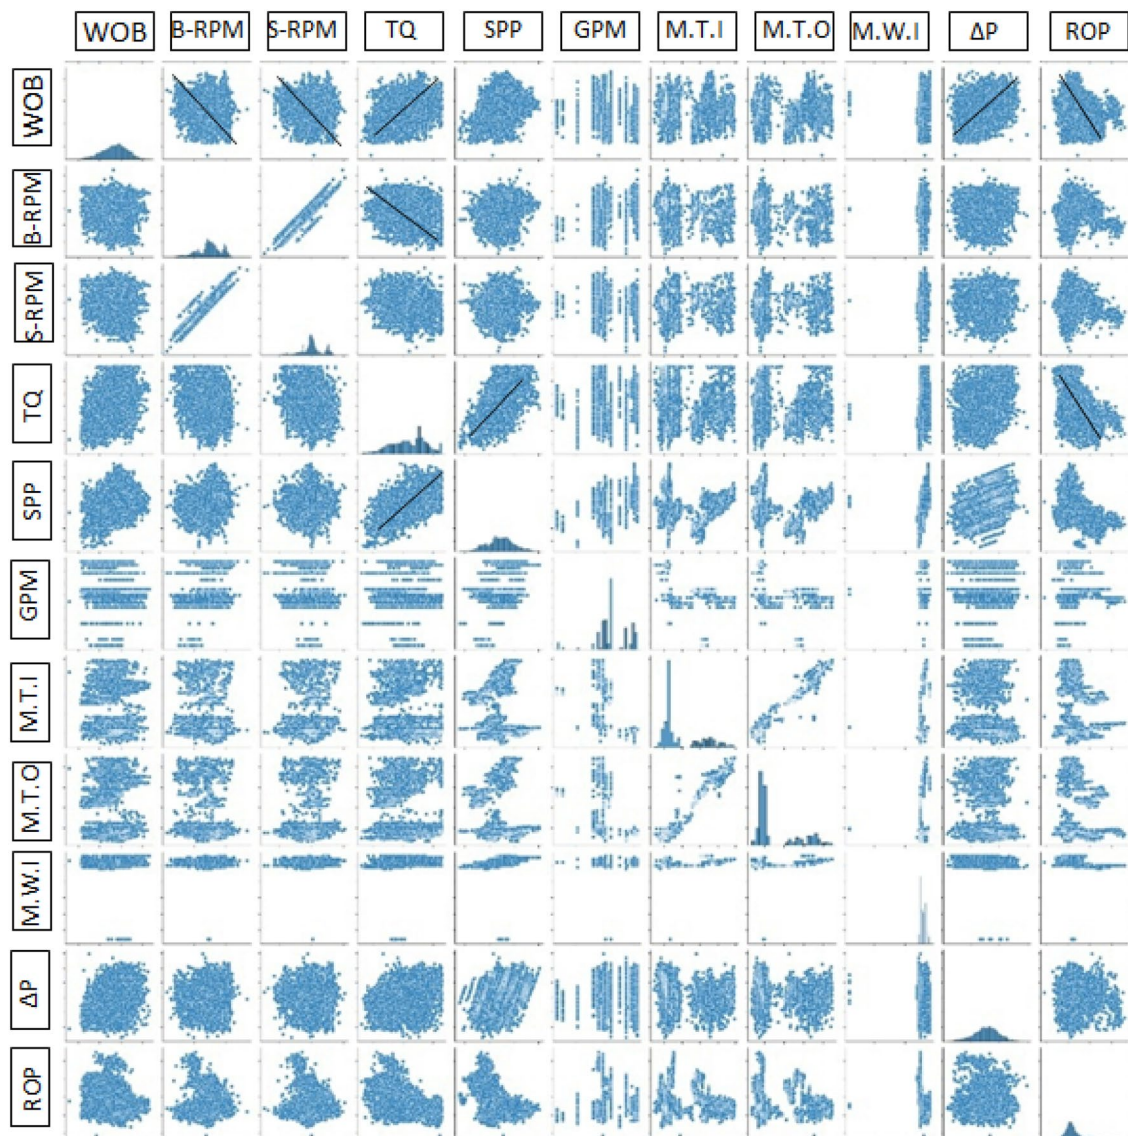 WOB B-RPM S-RPM TQ SPP GPM M.T.I M.T.O M.W.I ΔP ROP
WOB
B-RPM
S-RPM
TQ
SPP
GPM
M.T.I
M.T.O
M.W.I
ΔP
ROP